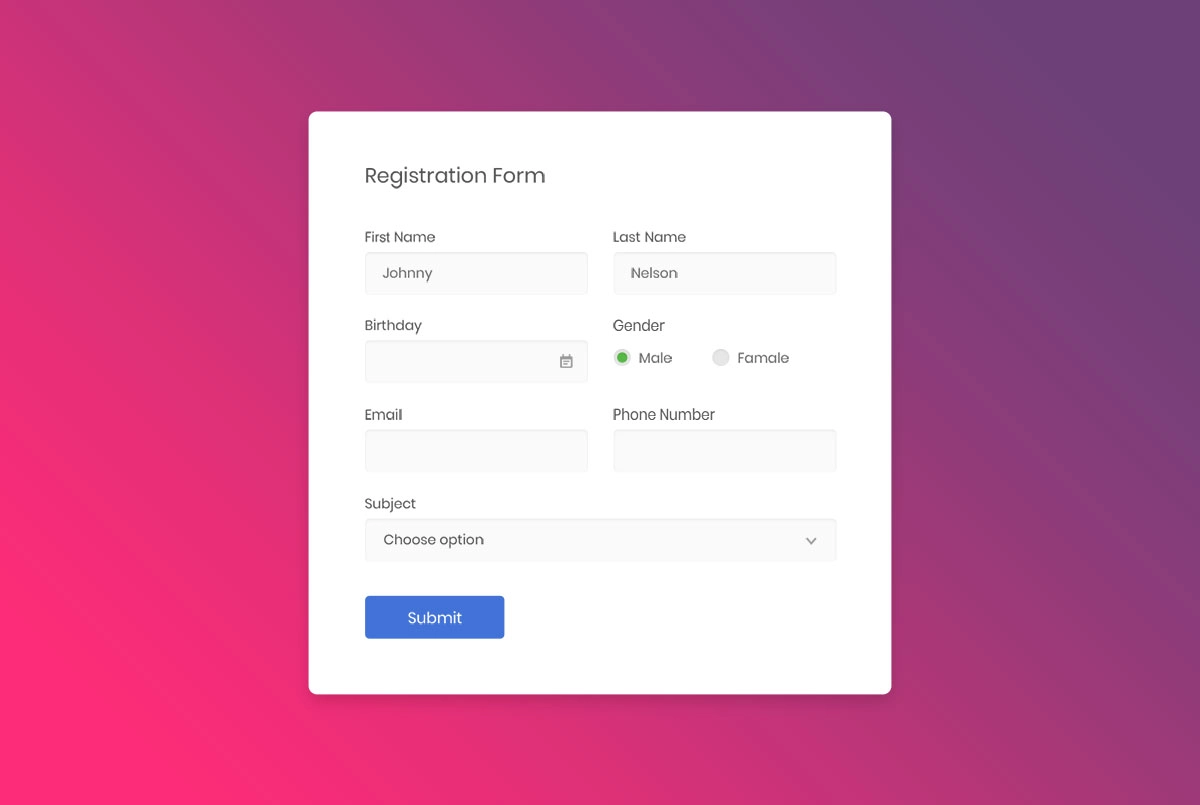 Registration Form
First Name
Last Name
Johnny
Nelson
Birthday
Gender
Male
Famale
Email
Phone Number
Subject
Choose option
Submit